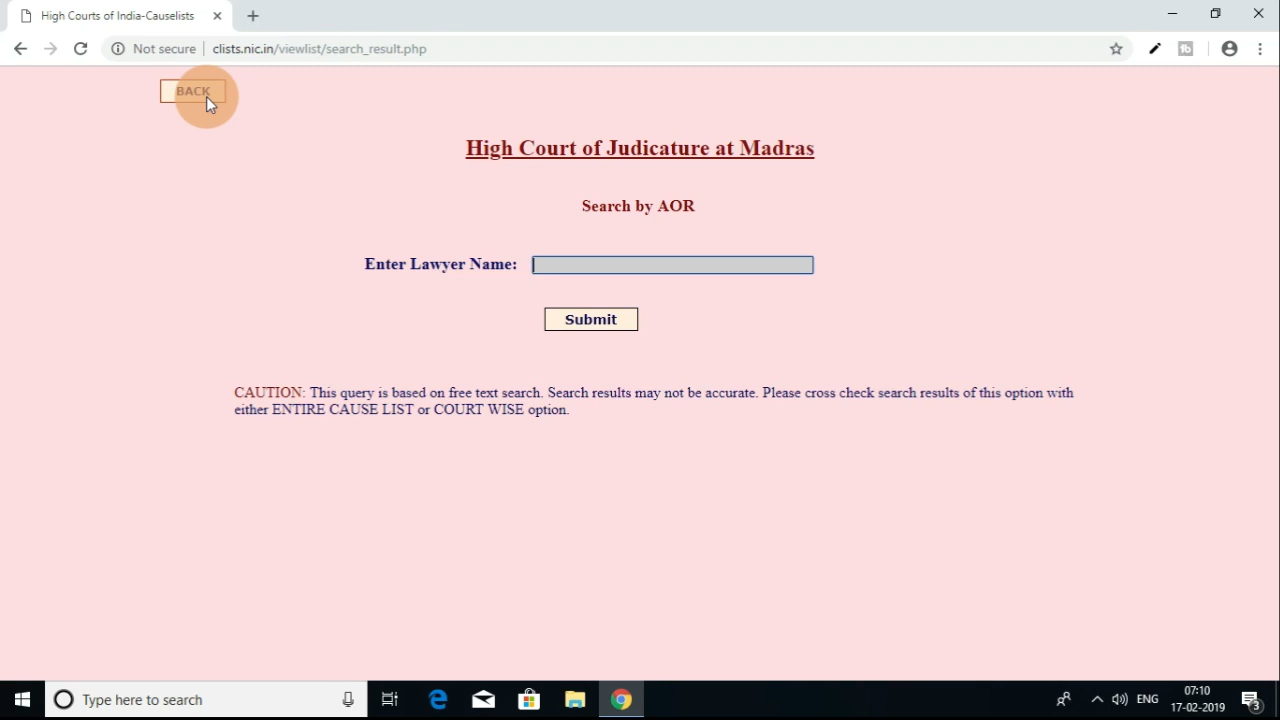 High Courts of India-Causelists
Not secure clists.nic.in/viewlist/search_result.php
BACK
High Court of Judicature at Madras
Search by AOR
Enter Lawyer Name:
Submit
CAUTION: This query is based on free text search. Search results may not be accurate. Please cross check search results of this option with
either ENTIRE CAUSE LIST or COURT WISE option.
Type here to search
ENG
07:10
17-02-2019
3